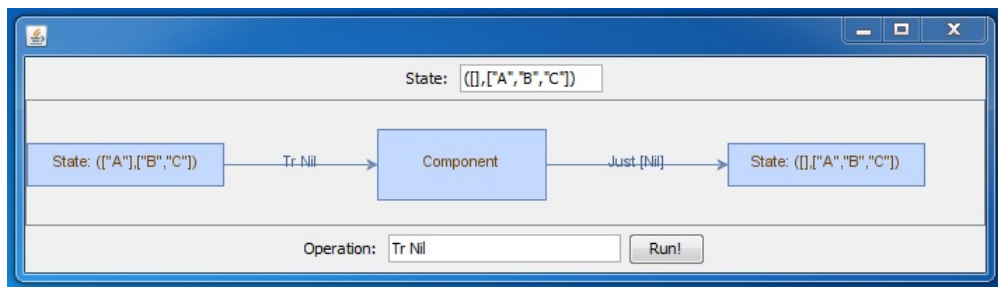 State: ([],["A","B","C"])
State: (["A"],["B","C"]) Tr Nil Component Just [Nil] State: ([],["A","B","C"])
Operation: Tr Nil Run!